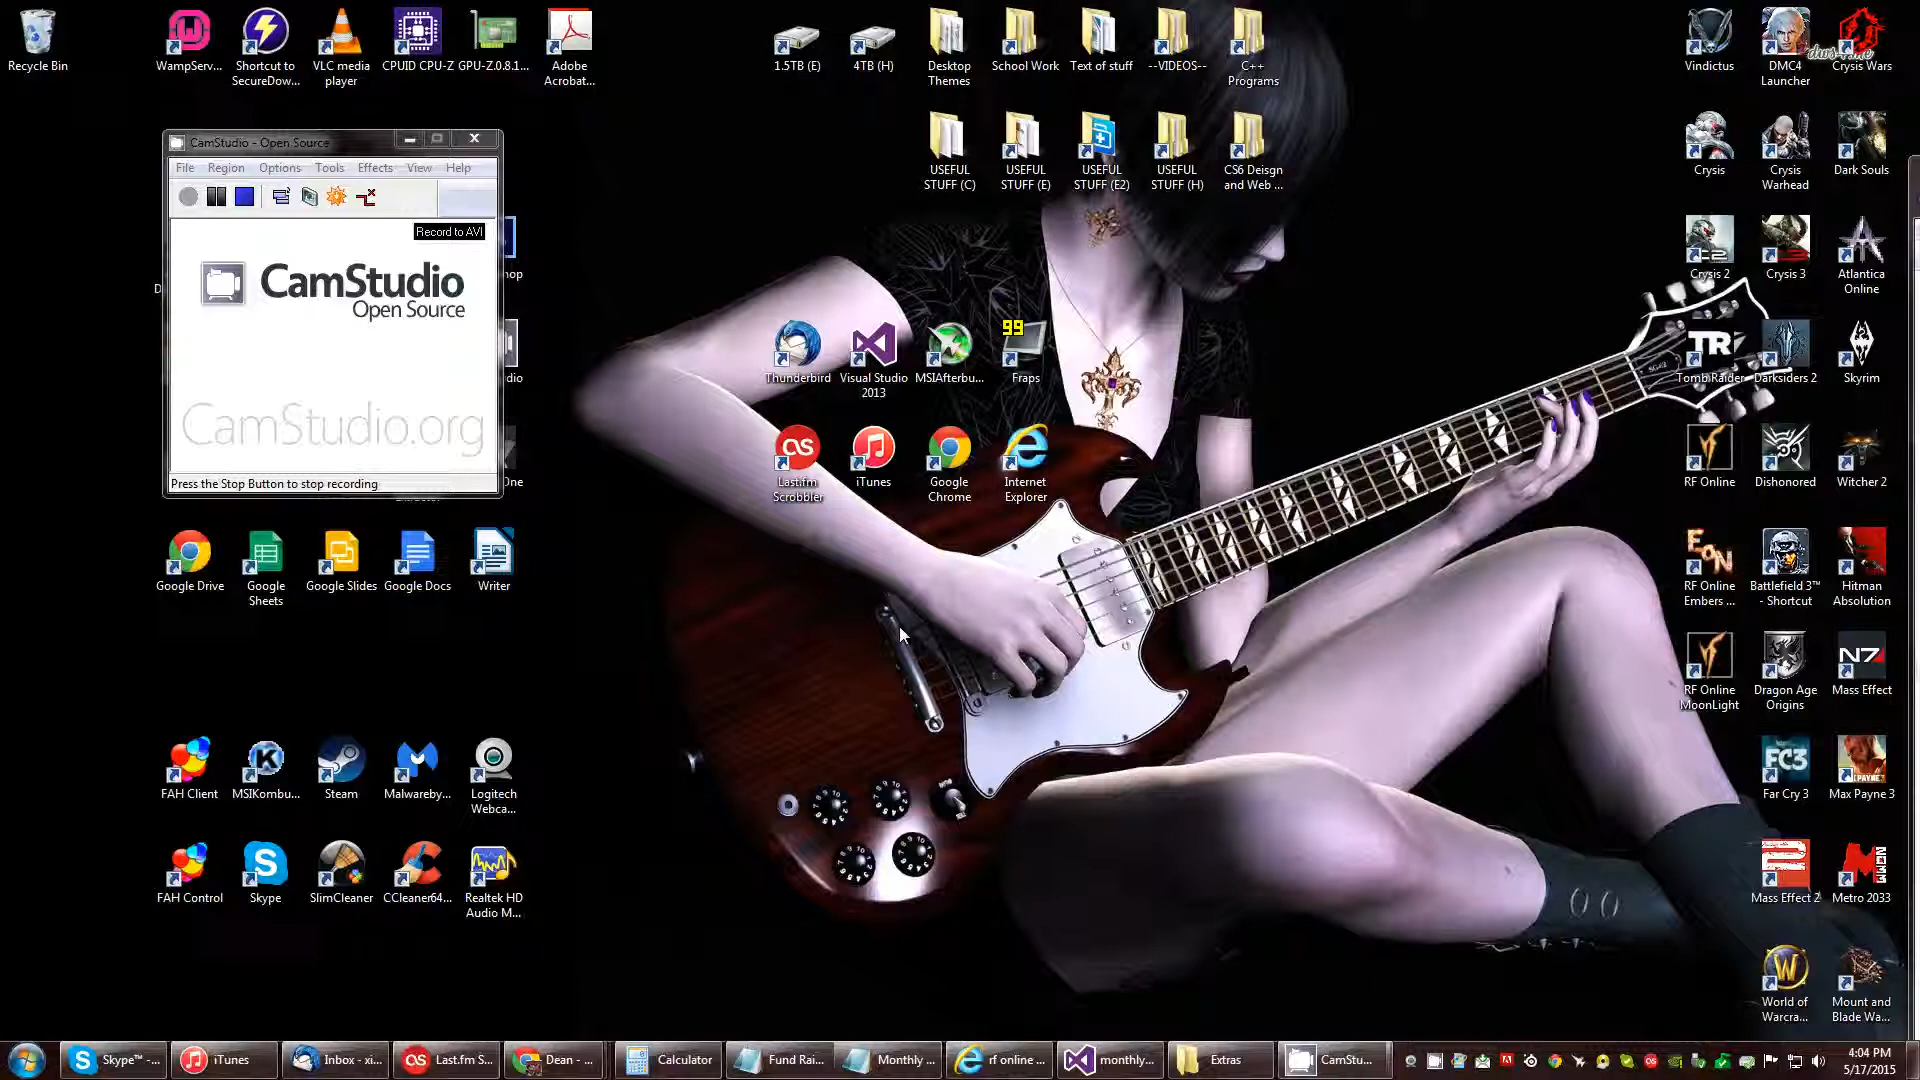 Recycle Bin
WampServ...
Shortcut to
SecureDow...
VLC media
player
CPUID CPU-Z
GPU-Z.0.8.1...
Adobe
Acrobat...
1.5TB (E)
4TB (H)
Desktop
Themes
School Work
Text of stuff
--VIDEOS--
C++
Programs
Vindictus
DMC4
Launcher
Crysis Wars
USEFUL
STUFF (C)
USEFUL
STUFF (E)
USEFUL
STUFF (E2)
USEFUL
STUFF (H)
CS6 Deisgn
and Web ...
Crysis
Crysis
Warhead
Dark Souls
CamStudio - Open Source
File Region Options Tools Effects View Help
Record to AVI
CamStudio
Open Source
CamStudio.org
Press the Stop Button to stop recording
Crysis 2
Crysis 3
Atlantica
Online
99
Thunderbird
Visual Studio
2013
MSIAfterbu...
Fraps
TR
Tomb Raider
Darksiders 2
Skyrim
Last.fm
Scrobbler
iTunes
Google
Chrome
Internet
Explorer
RF Online
Dishonored
Witcher 2
Google Drive
Google
Sheets
Google Slides
Google Docs
Writer
RF Online
Embers ...
Battlefield 3™
- Shortcut
Hitman
Absolution
RF Online
MoonLight
Dragon Age
Origins
N7
Mass Effect
FAH Client
MSIKombu...
Steam
Malwareby...
Logitech
Webca...
FC3
Far Cry 3
Max Payne 3
FAH Control
Skype
SlimCleaner
CCleaner64...
Realtek HD
Audio M...
Mass Effect 2
Metro 2033
World of
Warcra...
Mount and
Blade Wa...
Skype™ -...
iTunes
Inbox - xi...
Last.fm S...
Dean - ...
Calculator
Fund Rai...
Monthly ...
rf online ...
monthly...
Extras
CamStu...
4:04 PM
5/17/2015